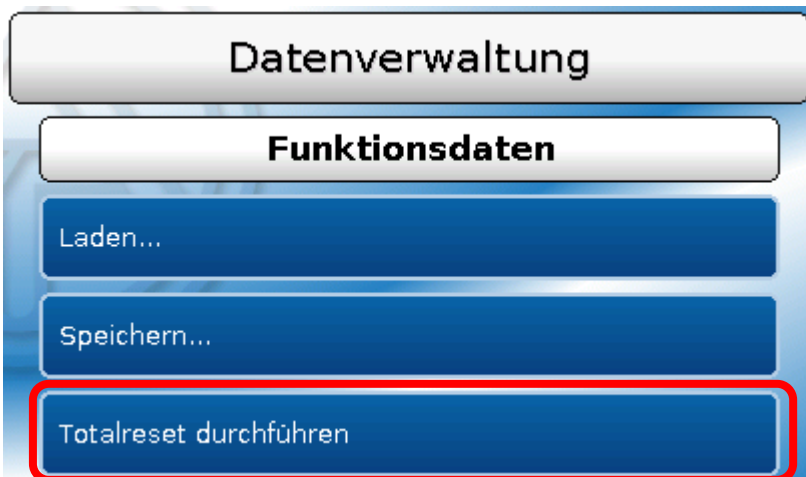 Datenverwaltung
Funktionsdaten
Laden...
Speichern...
Totalreset durchführen